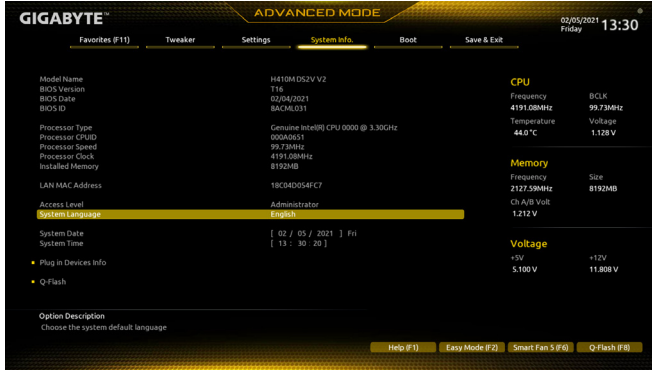 GIGABYTE™
ADVANCED MODE
02/05/2021 Friday 13:30
Favorites (F11) Tweaker Settings System Info. Boot Save & Exit
Model Name H410M DS2V V2
BIOS Version T16
BIOS Date 02/04/2021
BIOS ID 8ACML031
Processor Type Genuine Intel(R) CPU 0000 @ 3.30GHz
Processor CPUID 000A0651
Processor Speed 99.73MHz
Processor Clock 4191.08MHz
Installed Memory 8192MB
LAN MAC Address 18C04D054FC7
Access Level Administrator
System Language English
System Date [ 02 / 05 / 2021 ] Fri
System Time [ 13 : 30 : 20 ]
Plug in Devices Info
Q-Flash
CPU
Frequency BCLK
4191.08MHz 99.73MHz
Temperature Voltage
44.0 °C 1.128 V
Memory
Frequency Size
2127.59MHz 8192MB
Ch A/B Volt
1.212 V
Voltage
+5V +12V
5.100 V 11.808 V
Option Description
Choose the system default language
Help (F1) Easy Mode (F2) Smart Fan 5 (F6) Q-Flash (F8)